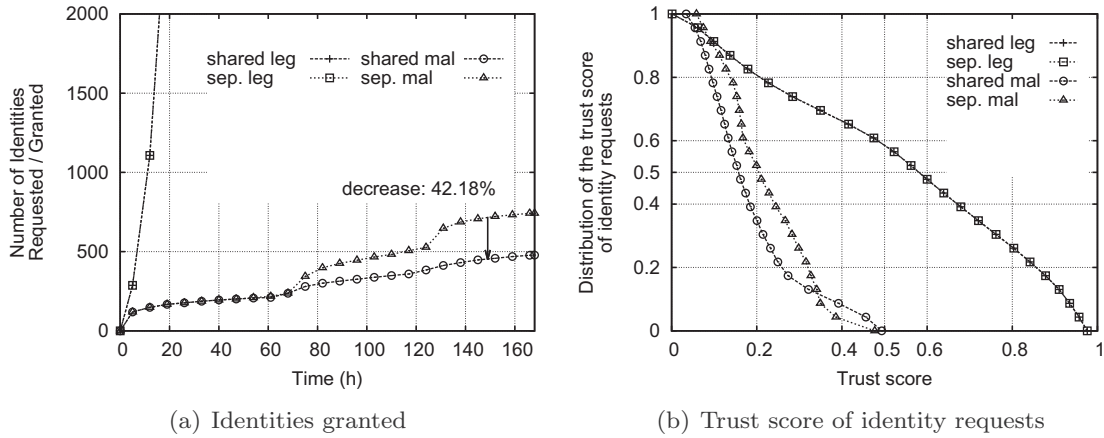 Number of Identities
Requested / Granted
2000
1500
1000
500
0
shared leg
sep. leg
shared mal
sep. mal
decrease: 42.18%
0 20 40 60 80 100 120 140 160
Time (h)
(a) Identities granted
Distribution of the trust score
of identity requests
1
0.8
0.6
0.4
0.2
0
shared leg
sep. leg
shared mal
sep. mal
0 0.2 0.4 0.5 0.6 0.8 1
Trust score
(b) Trust score of identity requests